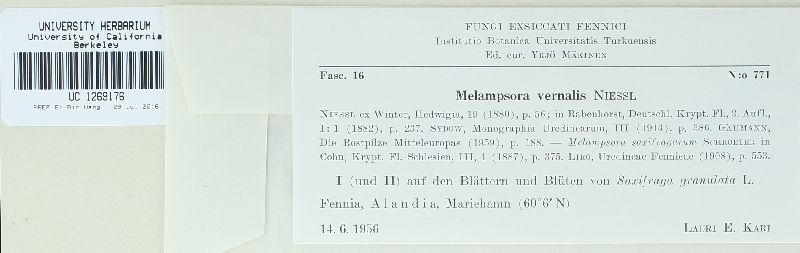 UNIVERSITY HERBARIUM
University of California
Berkeley
UC 1269176
FUNGI EXSICCATI FENNICI
Institutio Botanica Universitatis Turkuensis
Ed. cur. YRJÖ MÄKINEN
Fasc. 16 N:o 771
Melampsora vernalis NIESSL
NIESSL ex Winter, Hedwigia, 19 (1880), p. 56; in Rabenhorst, Deutschl. Krypt. Fl., 2. Aufl.,
1: 1 (1882), p. 237. SYDOW, Monographia Uredinearum, III (1914), p. 386. GÄUMANN,
Die Rostpilze Mitteleuropas (1959), p. 188. — Melampsora saxifragarum SCHROETER in
Cohn, Krypt. Fl. Schlesien, III, 1 (1887), p. 375. LIRO, Uredineae Fennicae (1908), p. 553.
I (und II) auf den Blättern und Blüten von Saxifraga granulata L.
Fennia, Alandia, Mariehamn (60°6' N)
14. 6. 1956 LAURI E. KARI